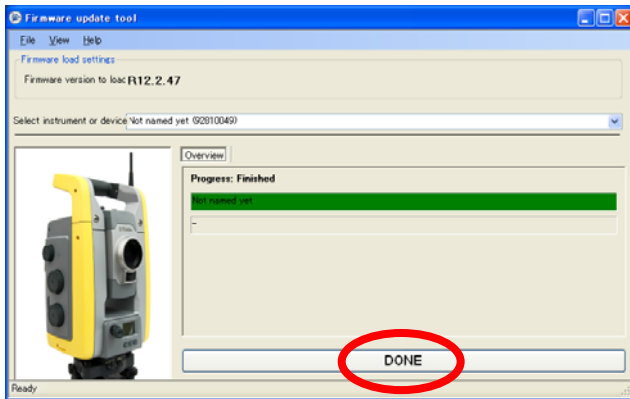 Firmware update tool
File View Help
Firmware load settings
Firmware version to loac R12.2.47
Select instrument or device Not named yet (92810049)
Overview
Progress: Finished
Not named yet
-
DONE
Ready